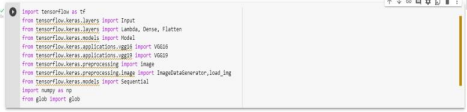 import tensorflow as tf
from tensorflow.keras.layers import Input
from tensorflow.keras.layers import Lambda, Dense, Flatten
from tensorflow.keras.models import Model
from tensorflow.keras.applications.vgg16 import VGG16
from tensorflow.keras.applications.vgg19 import VGG19
from tensorflow.keras.preprocessing import image
from tensorflow.keras.preprocessing.image import ImageDataGenerator,load_img
from tensorflow.keras.models import Sequential
import numpy as np
from glob import glob